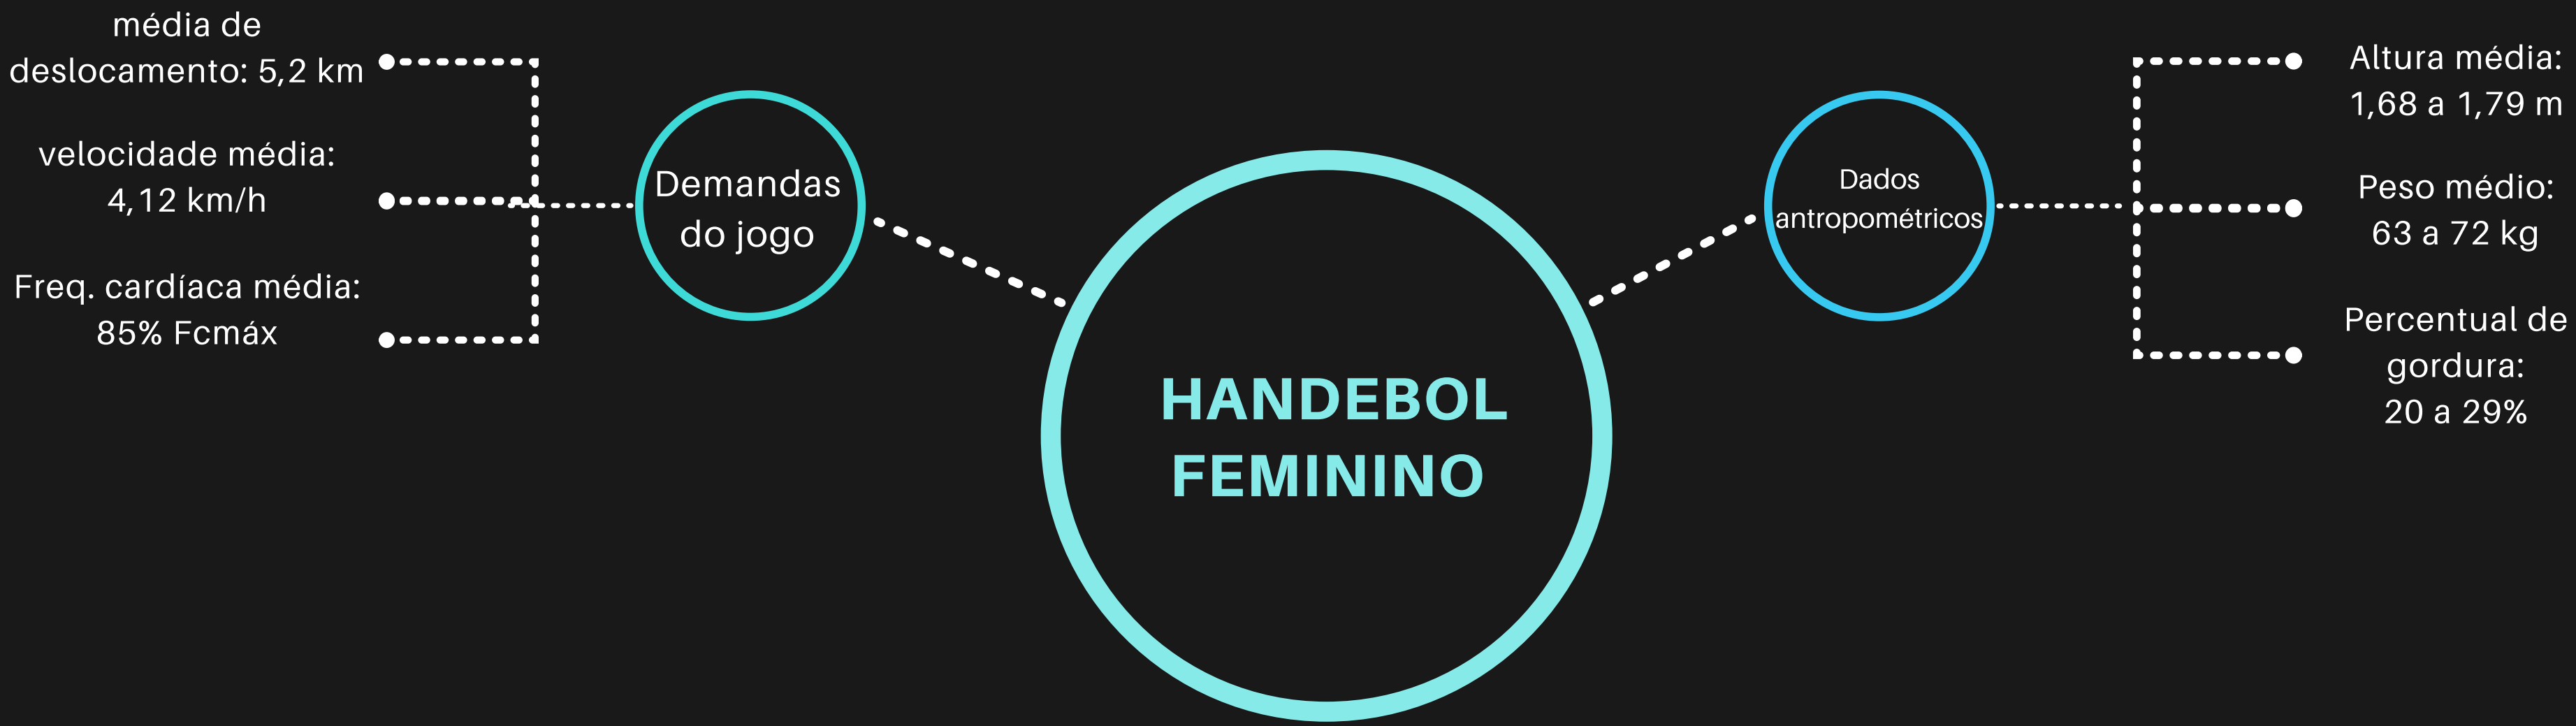 média de
deslocamento: 5,2 km
velocidade média:
4,12 km/h
Freq. cardíaca média:
85% Fcmáx
Demandas
do jogo
HANDEBOL
FEMININO
Dados
antropométricos
Altura média:
1,68 a 1,79 m
Peso médio:
63 a 72 kg
Percentual de
gordura:
20 a 29%